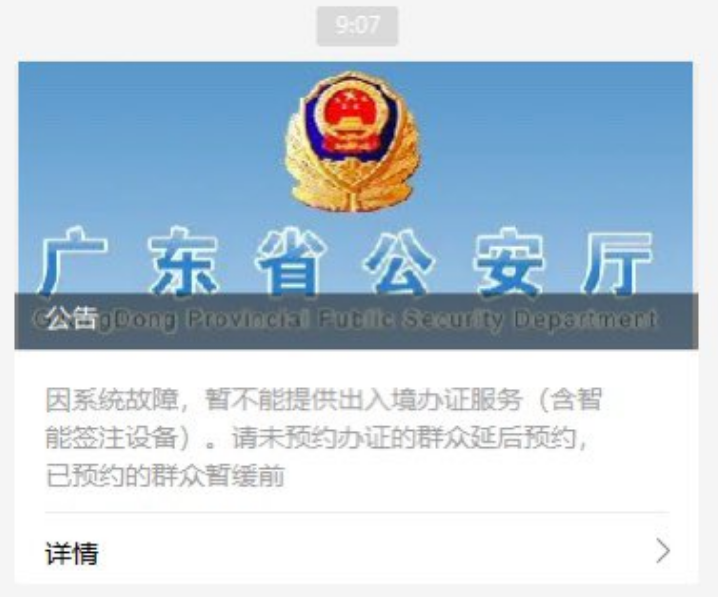 9:07
广东省公安厅
公告
GuangDong Provincial Public Security Department
因系统故障，暂不能提供出入境办证服务（含智
能签注设备）。请未预约办证的群众延后预约，
已预约的群众暂缓前
详情